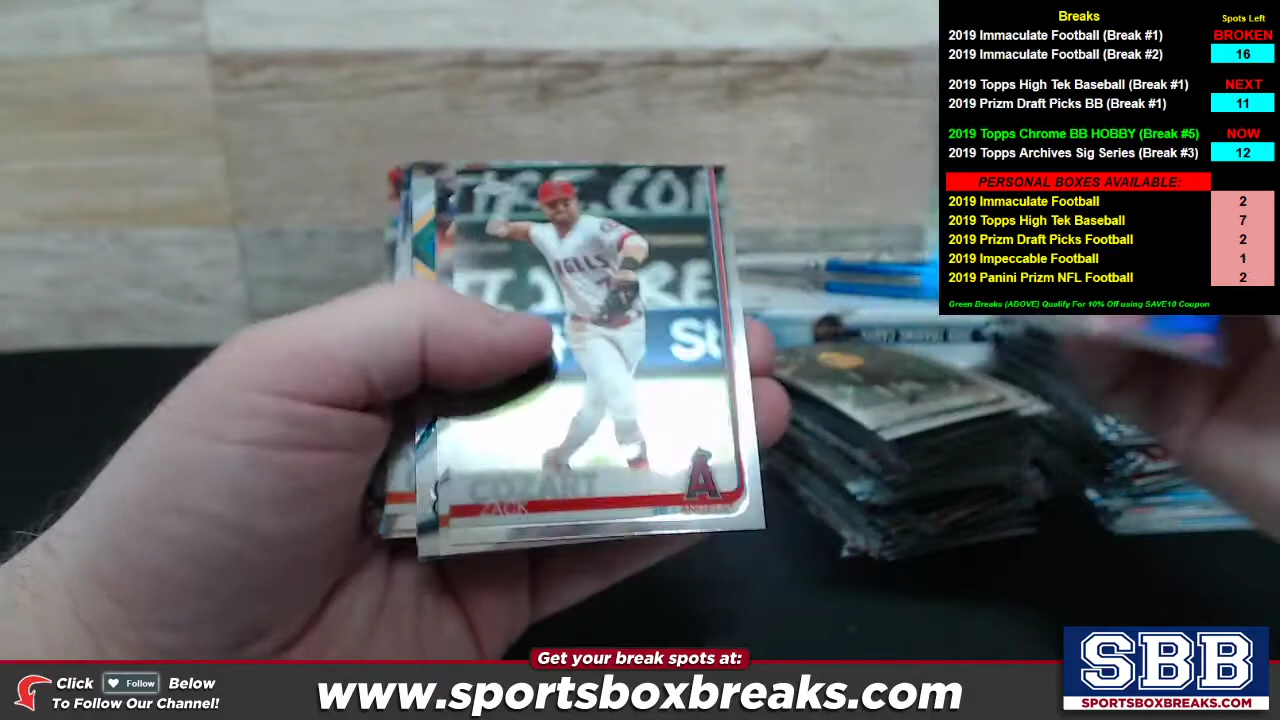 Breaks
Spots Left
2019 Immaculate Football (Break #1) BROKEN
2019 Immaculate Football (Break #2) 16
2019 Topps High Tek Baseball (Break #1) NEXT
2019 Prizm Draft Picks BB (Break #1) 11
2019 Topps Chrome BB HOBBY (Break #5) NOW
2019 Topps Archives Sig Series (Break #3) 12
PERSONAL BOXES AVAILABLE:
2019 Immaculate Football 2
2019 Topps High Tek Baseball 7
2019 Prizm Draft Picks Football 2
2019 Impeccable Football 1
2019 Panini Prizm NFL Football 2
Green Breaks (ABOVE) Qualify For 10% Off using SAVE10 Coupon
COZART
ZACK
A
Get your break spots at:
Click Follow Below
To Follow Our Channel!
www.sportsboxbreaks.com
SBB
SPORTSBOXBREAKS.COM